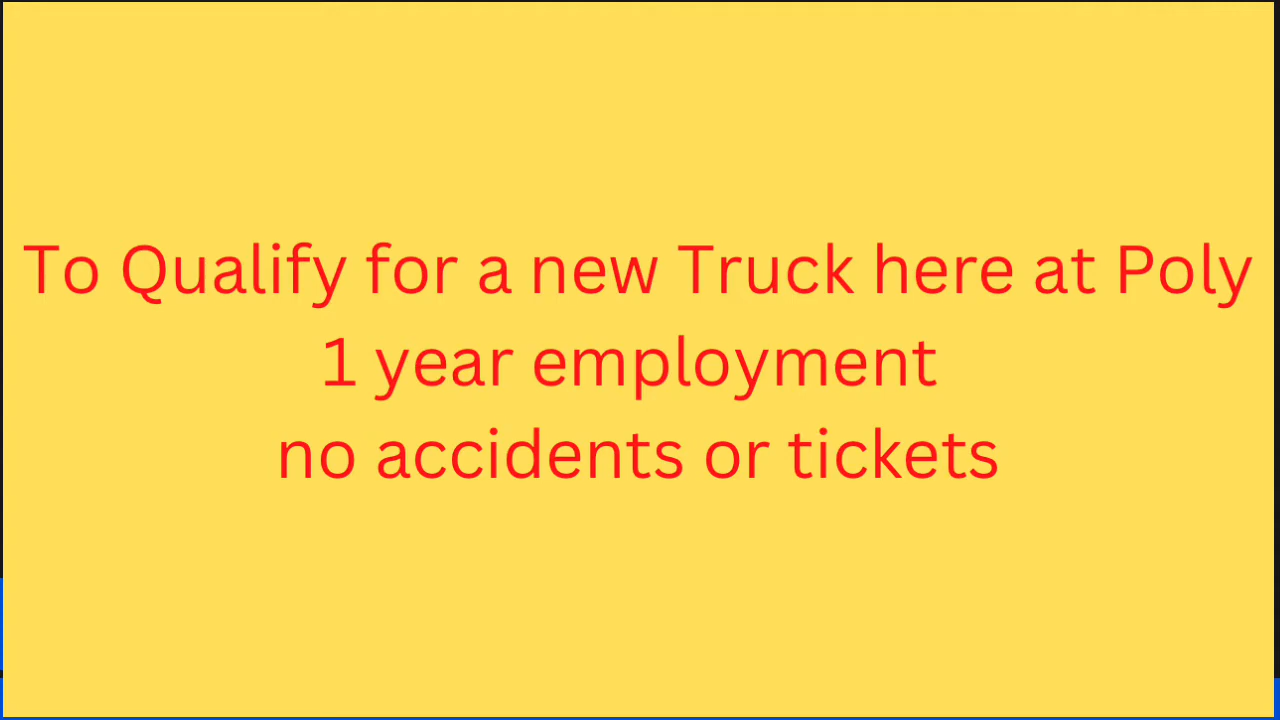 To Qualify for a new Truck here at Poly
1 year employment
no accidents or tickets